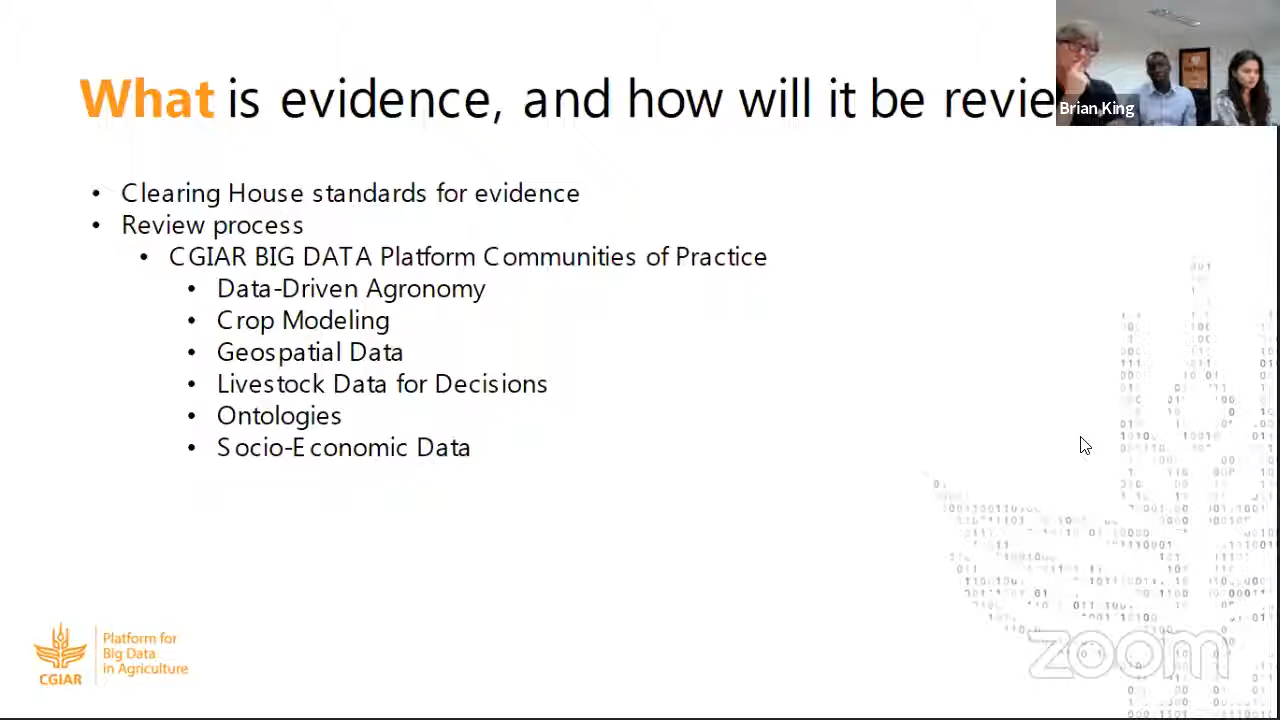 What is evidence, and how will it be revie
Brian King
• Clearing House standards for evidence
• Review process
• CGIAR BIG DATA Platform Communities of Practice
• Data-Driven Agronomy
• Crop Modeling
• Geospatial Data
• Livestock Data for Decisions
• Ontologies
• Socio-Economic Data
Platform for
Big Data
in Agriculture
CGIAR
zoom